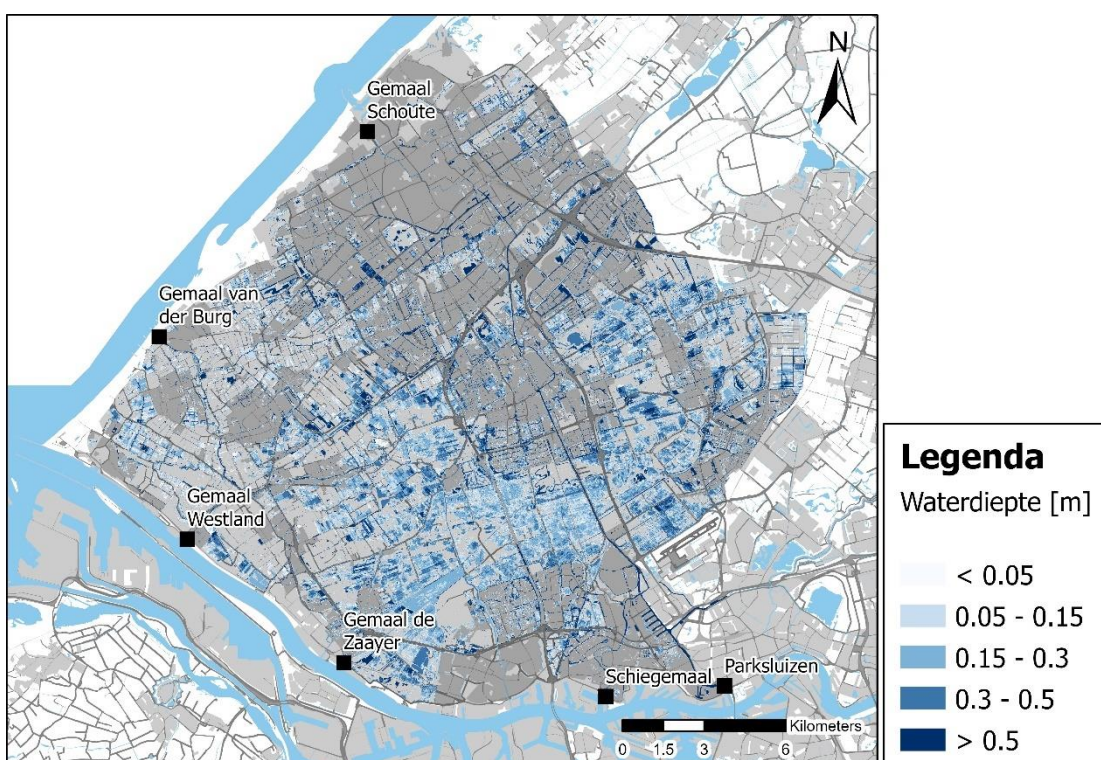 N
Gemaal
Schoute
Gemaal van
der Burg
Gemaal
Westland
Gemaal de
Zaayer
Schiegemaal
Parksluizen
Kilometers
0 1.5 3 6
Legenda
Waterdiepte [m]
< 0.05
0.05 - 0.15
0.15 - 0.3
0.3 - 0.5
> 0.5